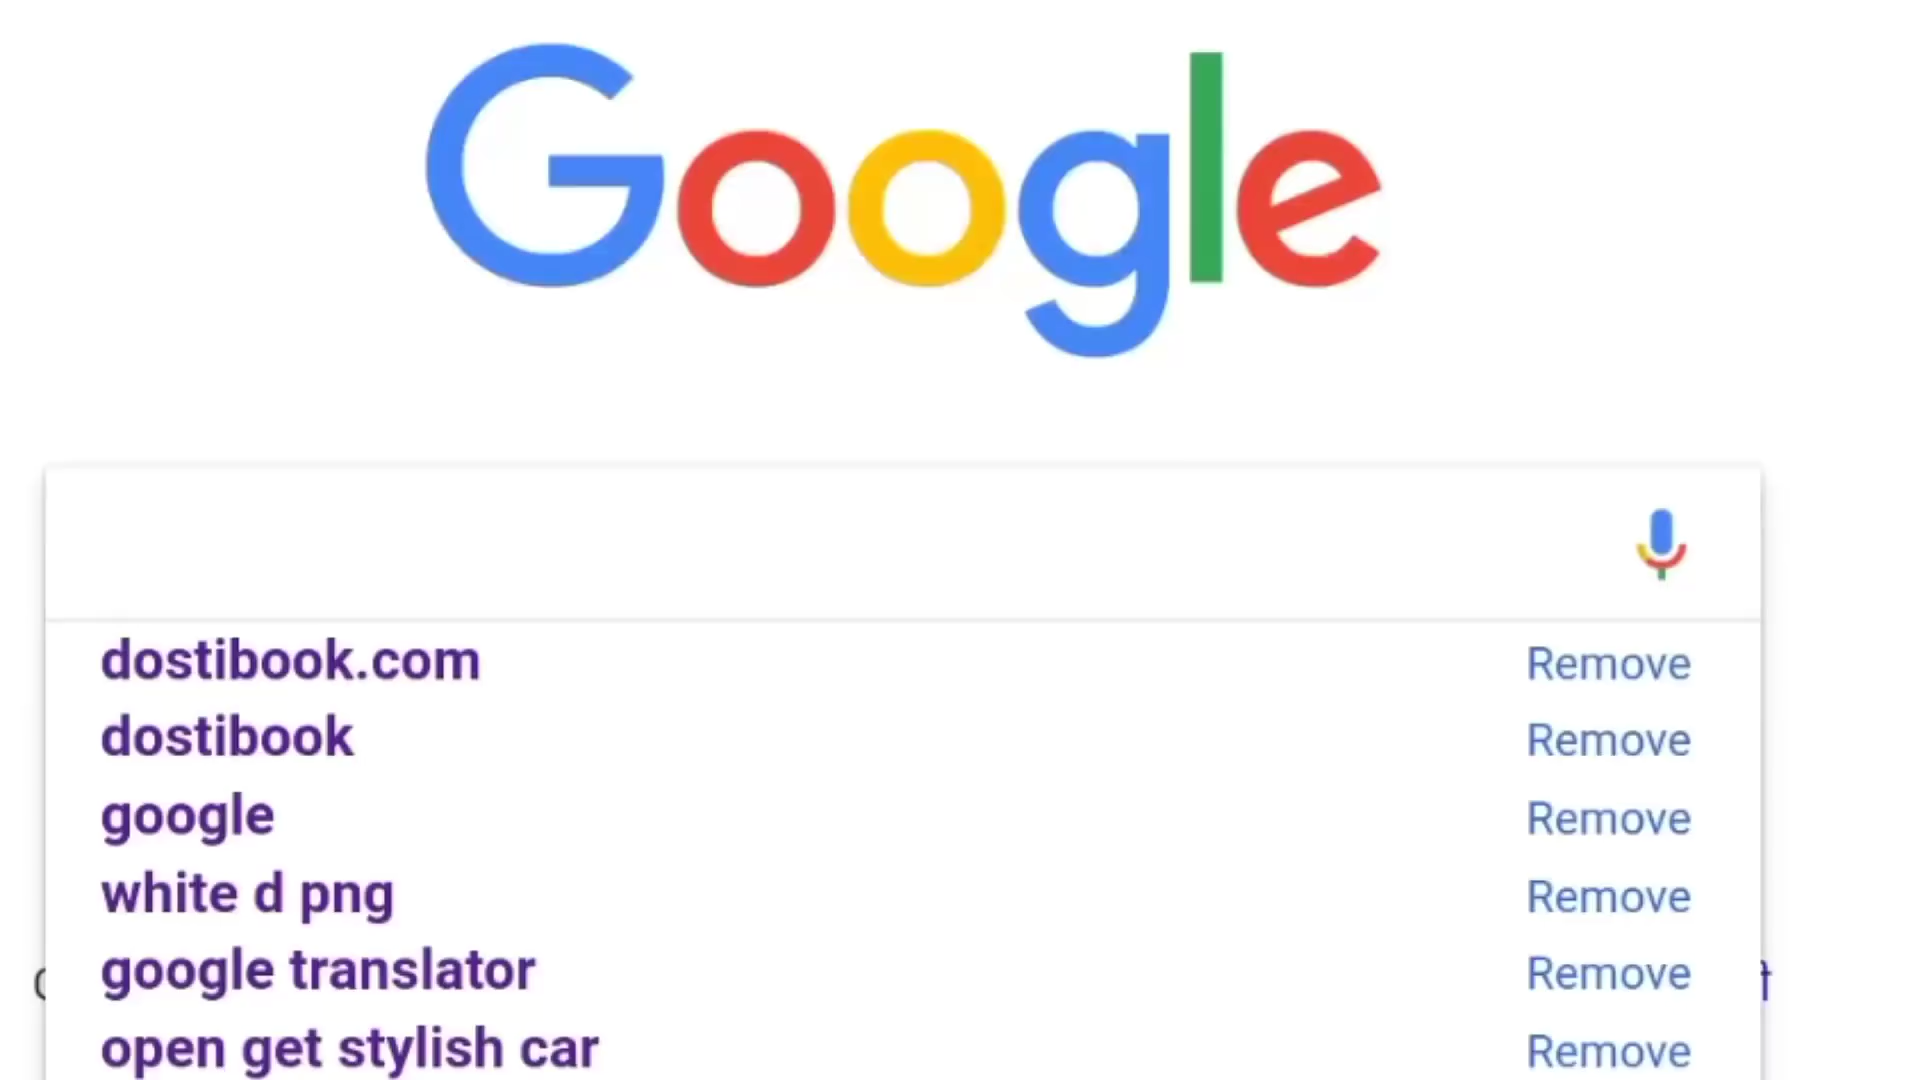 Google
dostibook.com
Remove
dostibook
Remove
google
Remove
white d png
Remove
google translator
Remove
open get stylish car
Remove